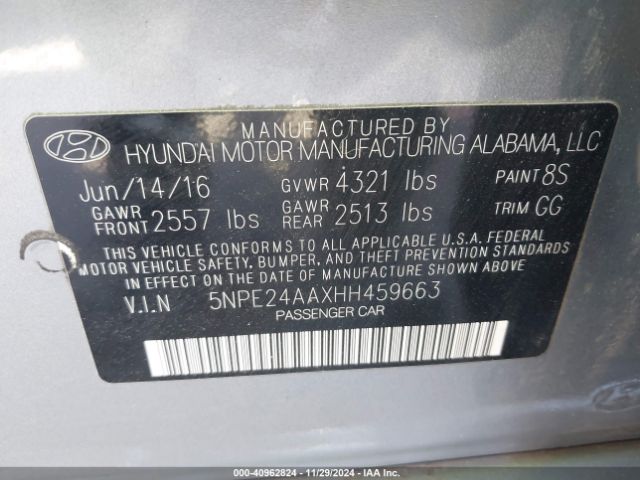 MANUFACTURED BY
HYUNDAI MOTOR MANUFACTURING ALABAMA, LLC
Jun/14/16 GVWR 4321 lbs PAINT 8S
GAWR FRONT 2557 lbs GAWR REAR 2513 lbs TRIM GG
THIS VEHICLE CONFORMS TO ALL APPLICABLE U.S.A. FEDERAL
MOTOR VEHICLE SAFETY, BUMPER, AND THEFT PREVENTION
STANDARDS IN EFFECT ON THE DATE OF MANUFACTURE SHOWN ABOVE.
V.I.N 5NPE24AAXHH459663
PASSENGER CAR
000-40962824 - 11/29/2024 - IAA Inc.